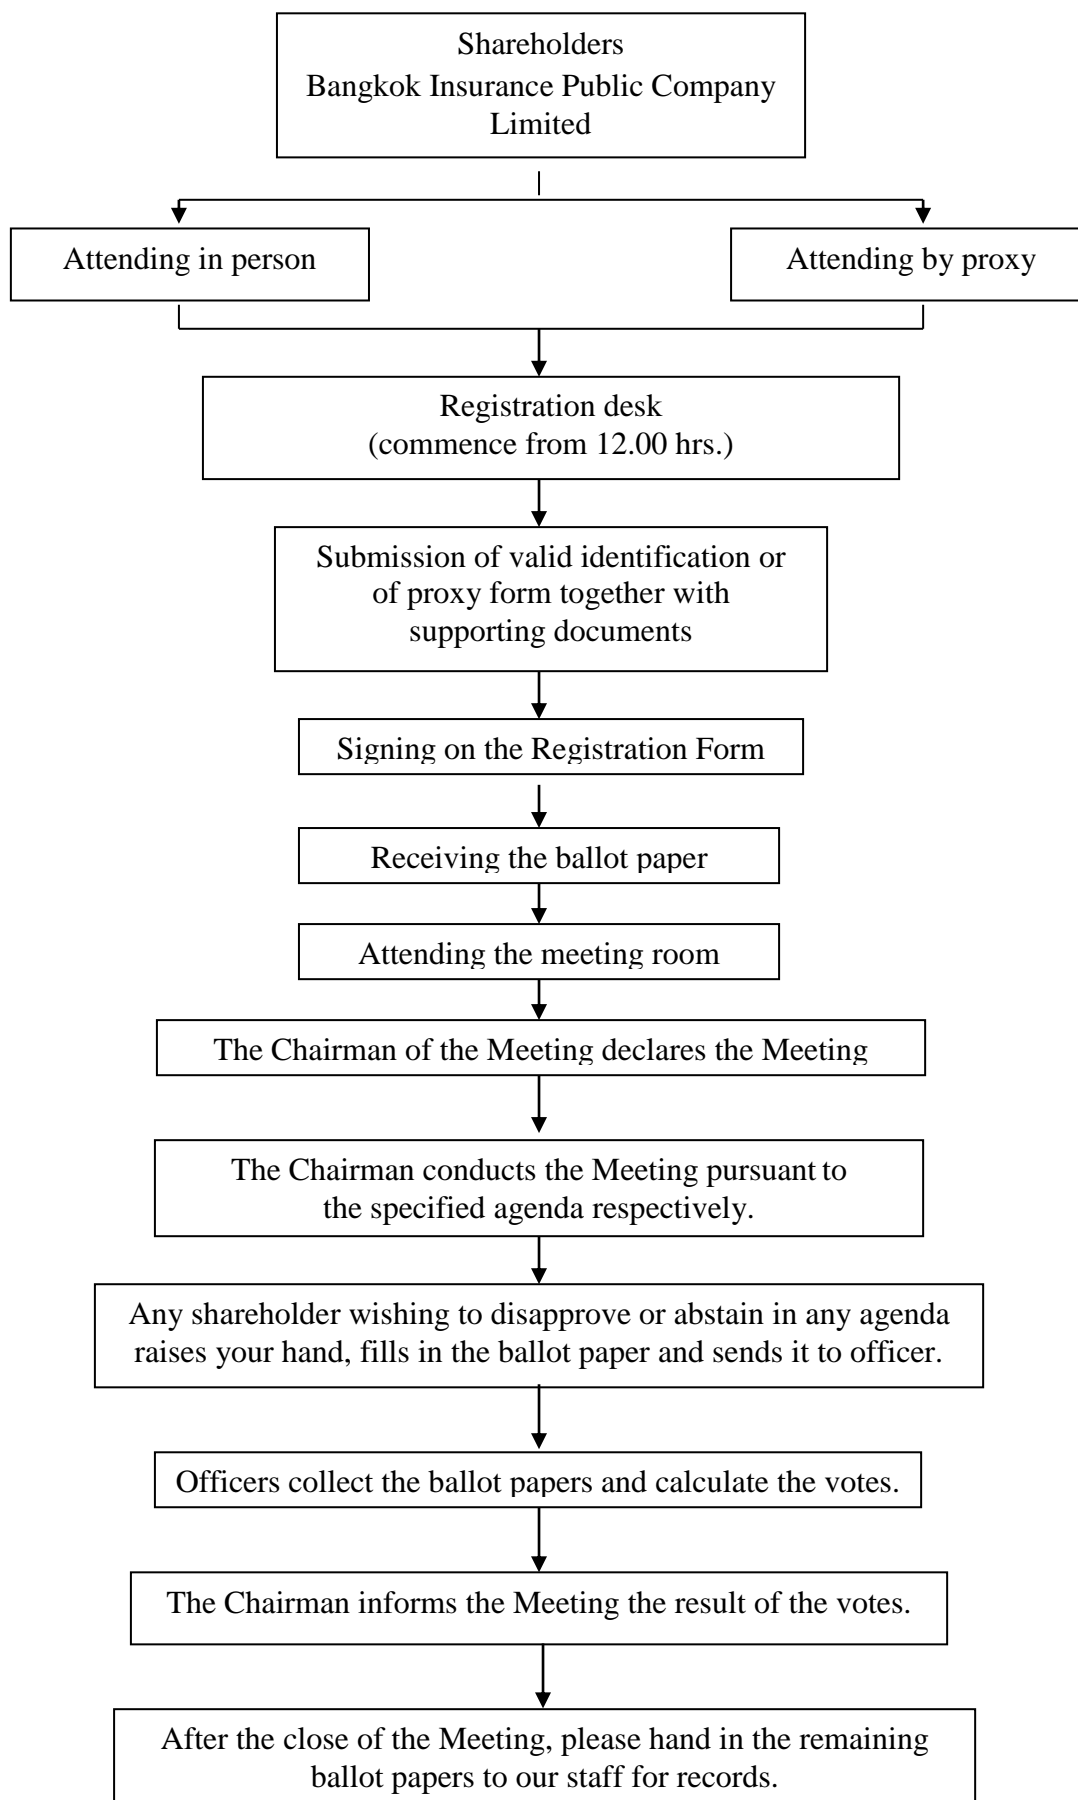 Shareholders
Bangkok Insurance Public Company
Limited
Attending in person
Attending by proxy
Registration desk
(commence from 12.00 hrs.)
Submission of valid identification or
of proxy form together with
supporting documents
Signing on the Registration Form
Receiving the ballot paper
Attending the meeting room
The Chairman of the Meeting declares the Meeting
The Chairman conducts the Meeting pursuant to
the specified agenda respectively.
Any shareholder wishing to disapprove or abstain in any agenda
raises your hand, fills in the ballot paper and sends it to officer.
Officers collect the ballot papers and calculate the votes.
The Chairman informs the Meeting the result of the votes.
After the close of the Meeting, please hand in the remaining
ballot papers to our staff for records.